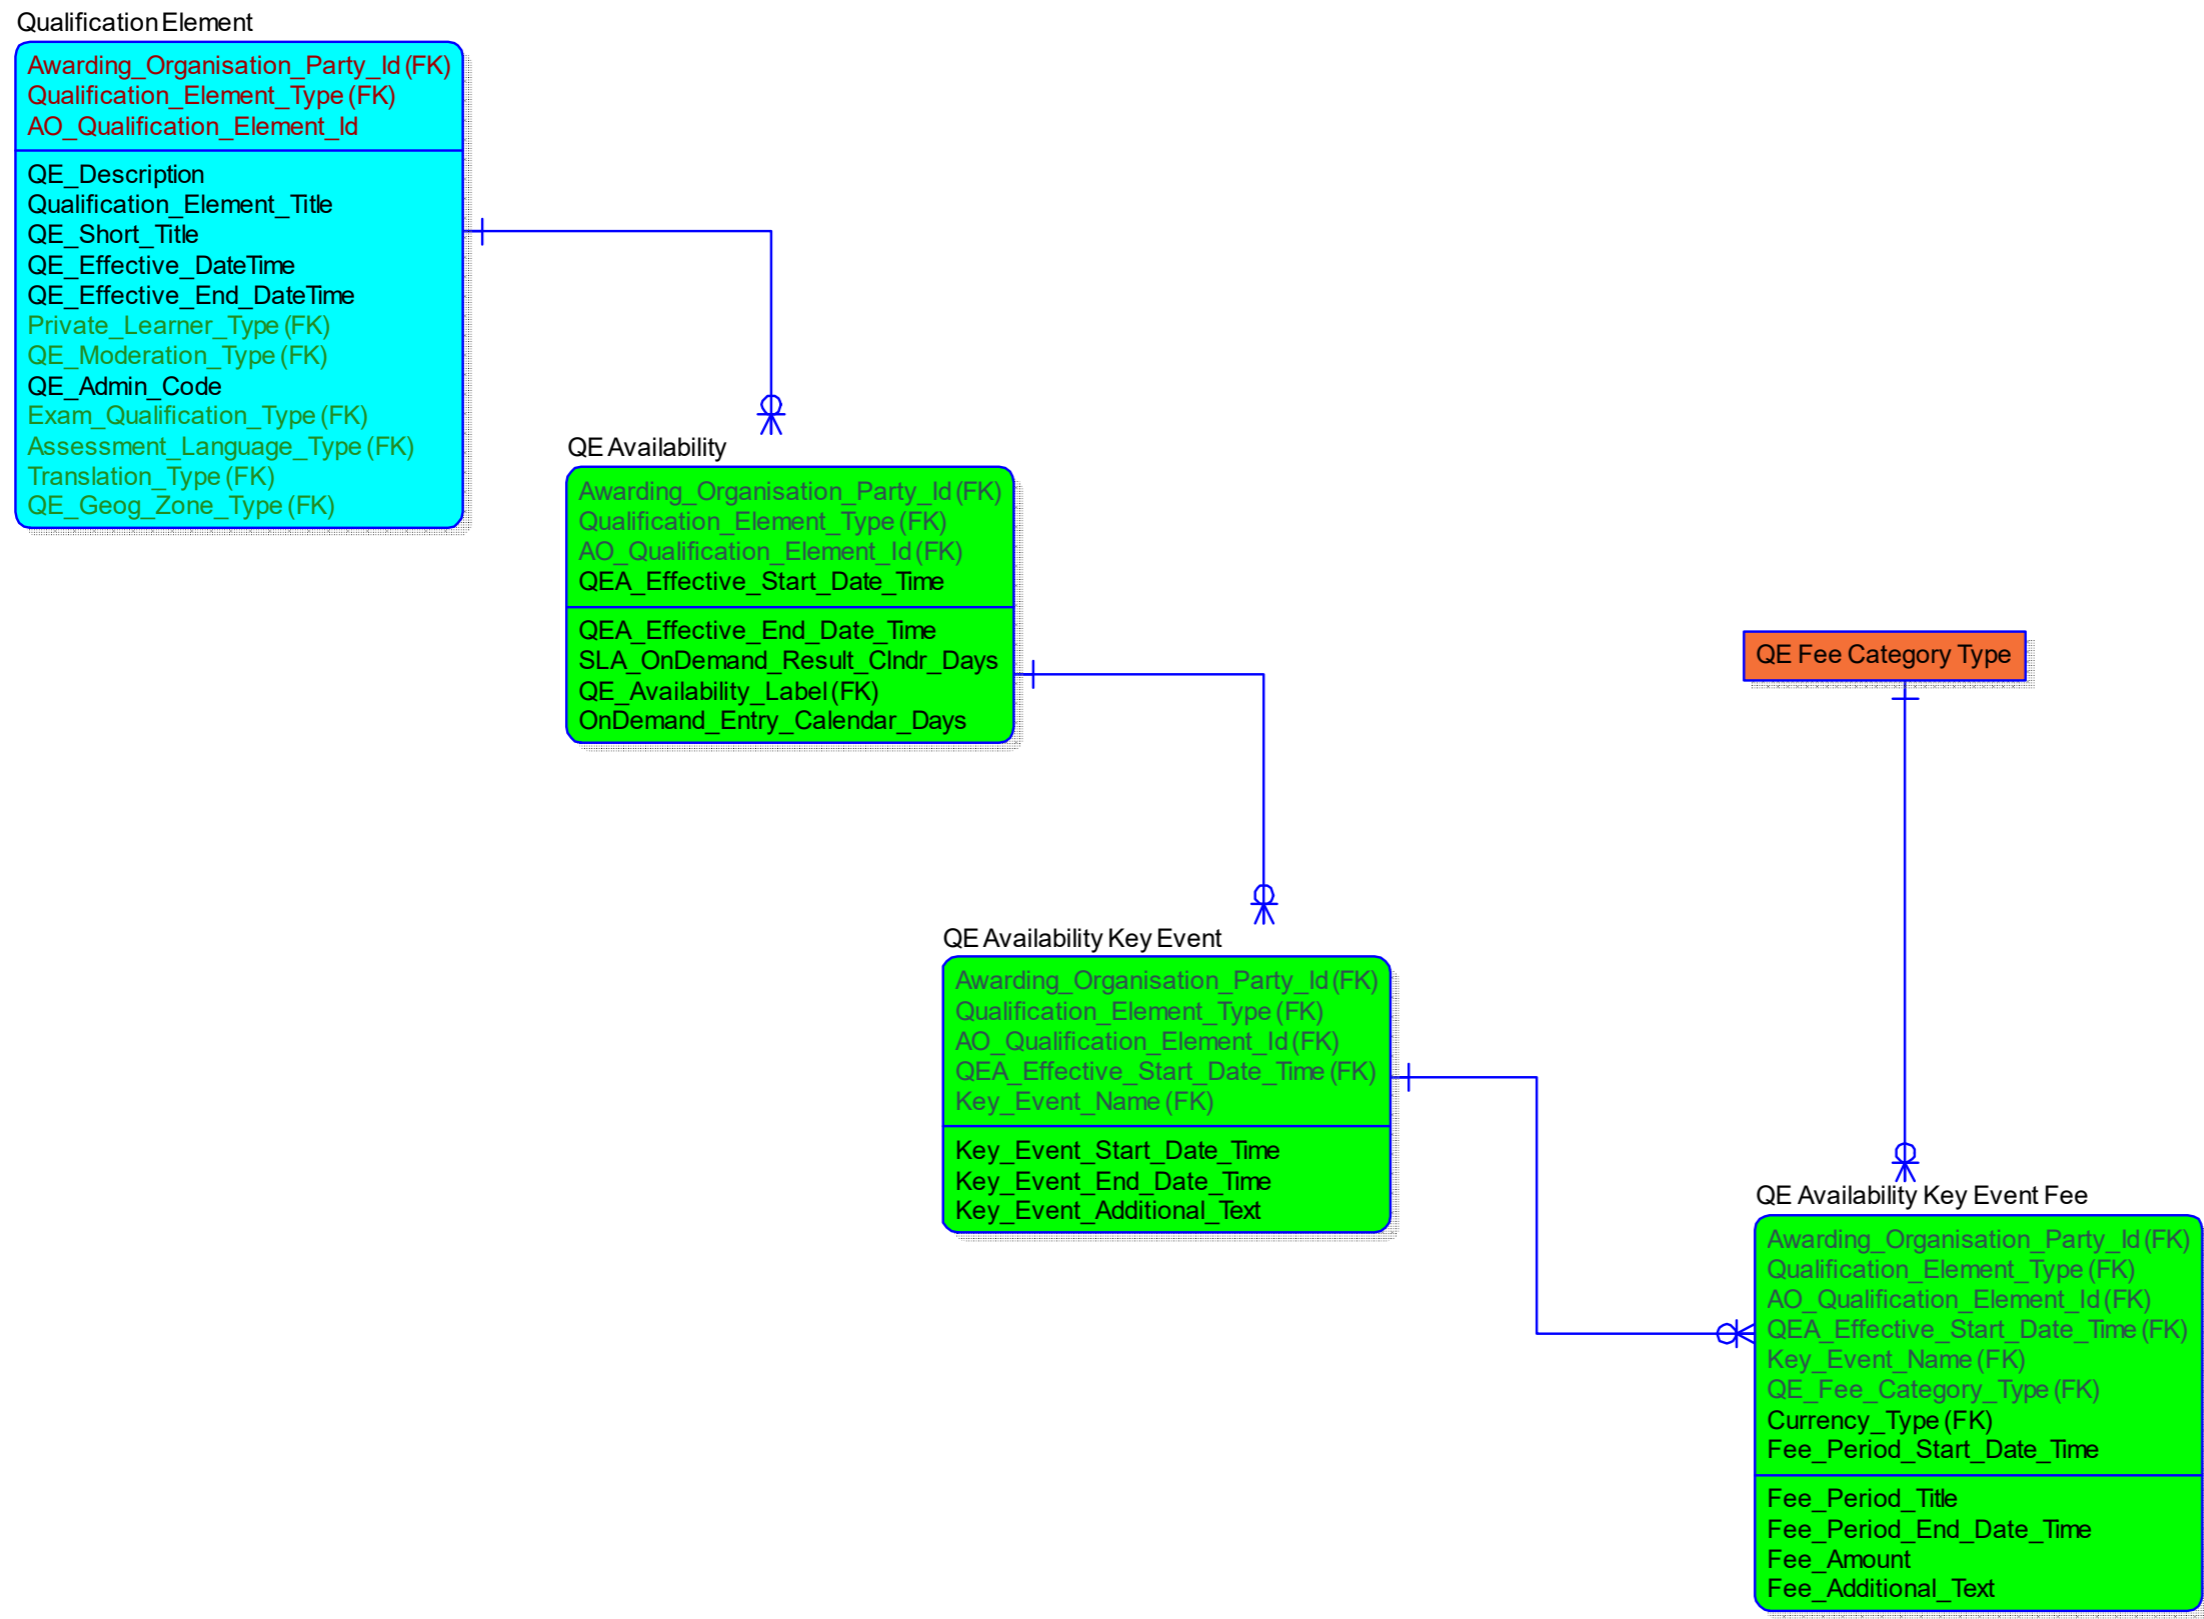 Qualification Element
Awarding_Organisation_Party_Id (FK)
Qualification_Element_Type (FK)
AO_Qualification_Element_Id
QE_Description
Qualification_Element_Title
QE_Short_Title
QE_Effective_DateTime
QE_Effective_End_DateTime
Private_Learner_Type (FK)
QE_Moderation_Type (FK)
QE_Admin_Code
Exam_Qualification_Type (FK)
Assessment_Language_Type (FK)
Translation_Type (FK)
QE_Geog_Zone_Type (FK)
QE Availability
Awarding_Organisation_Party_Id (FK)
Qualification_Element_Type (FK)
AO_Qualification_Element_Id (FK)
QEA_Effective_Start_Date_Time
QEA_Effective_End_Date_Time
SLA_OnDemand_Result_Clndr_Days
QE_Availability_Label (FK)
OnDemand_Entry_Calendar_Days
QE Fee Category Type
QE Availability Key Event
Awarding_Organisation_Party_Id (FK)
Qualification_Element_Type (FK)
AO_Qualification_Element_Id (FK)
QEA_Effective_Start_Date_Time (FK)
Key_Event_Name (FK)
Key_Event_Start_Date_Time
Key_Event_End_Date_Time
Key_Event_Additional_Text
QE Availability Key Event Fee
Awarding_Organisation_Party_Id (FK)
Qualification_Element_Type (FK)
AO_Qualification_Element_Id (FK)
QEA_Effective_Start_Date_Time (FK)
Key_Event_Name (FK)
QE_Fee_Category_Type (FK)
Currency_Type (FK)
Fee_Period_Start_Date_Time
Fee_Period_Title
Fee_Period_End_Date_Time
Fee_Amount
Fee_Additional_Text